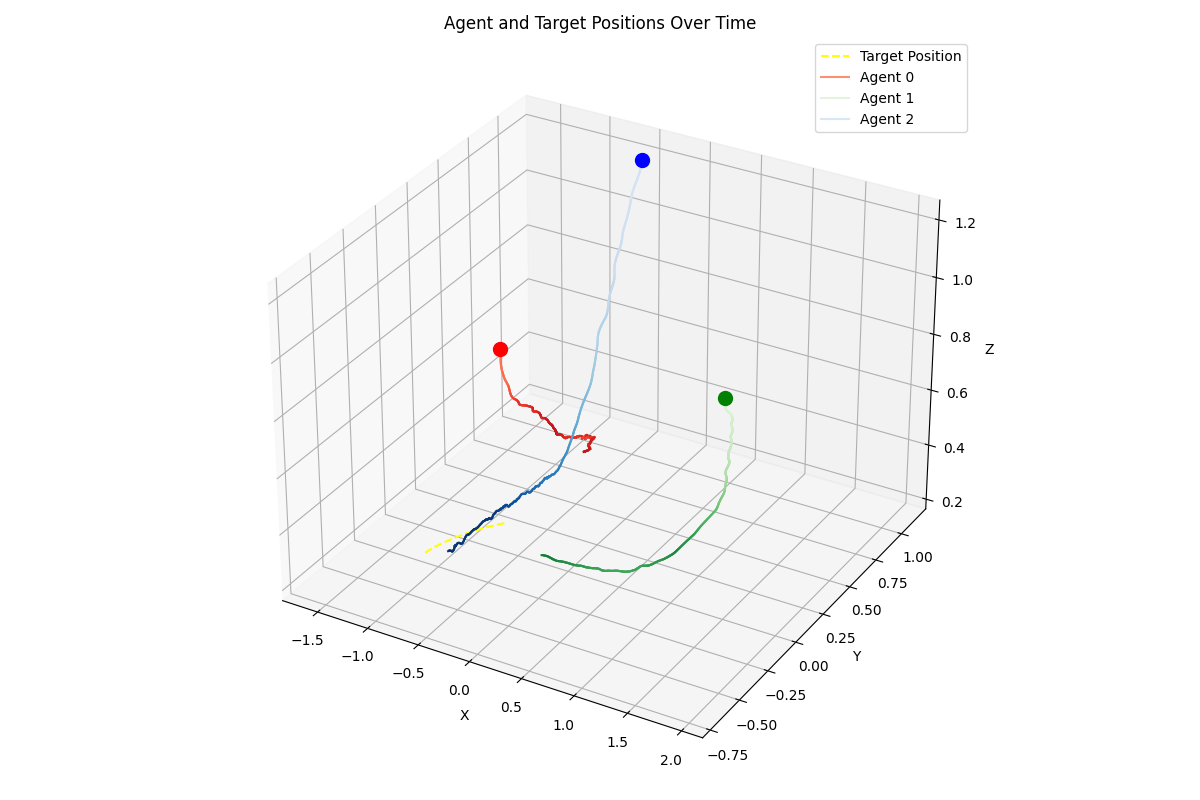 Agent and Target Positions Over Time
Target Position
Agent 0
Agent 1
Agent 2
1.2
1.0
0.8
Z
0.6
0.4
0.2
1.00
0.75
0.50
0.25
Y
0.00
−0.25
−0.50
−0.75
−1.5
−1.0
−0.5
0.0
X
0.5
1.0
1.5
2.0